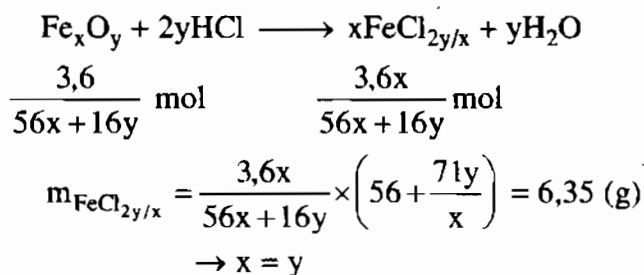 FeₓOᵧ + 2yHCl ⟶ xFeCl₂ᵧ/ₓ + yH₂O
3,6/(56x + 16y) mol 3,6x/(56x + 16y) mol
m_FeCl₂ᵧ/ₓ = 3,6x/(56x + 16y) × (56 + 71y/x) = 6,35 (g)
→ x = y